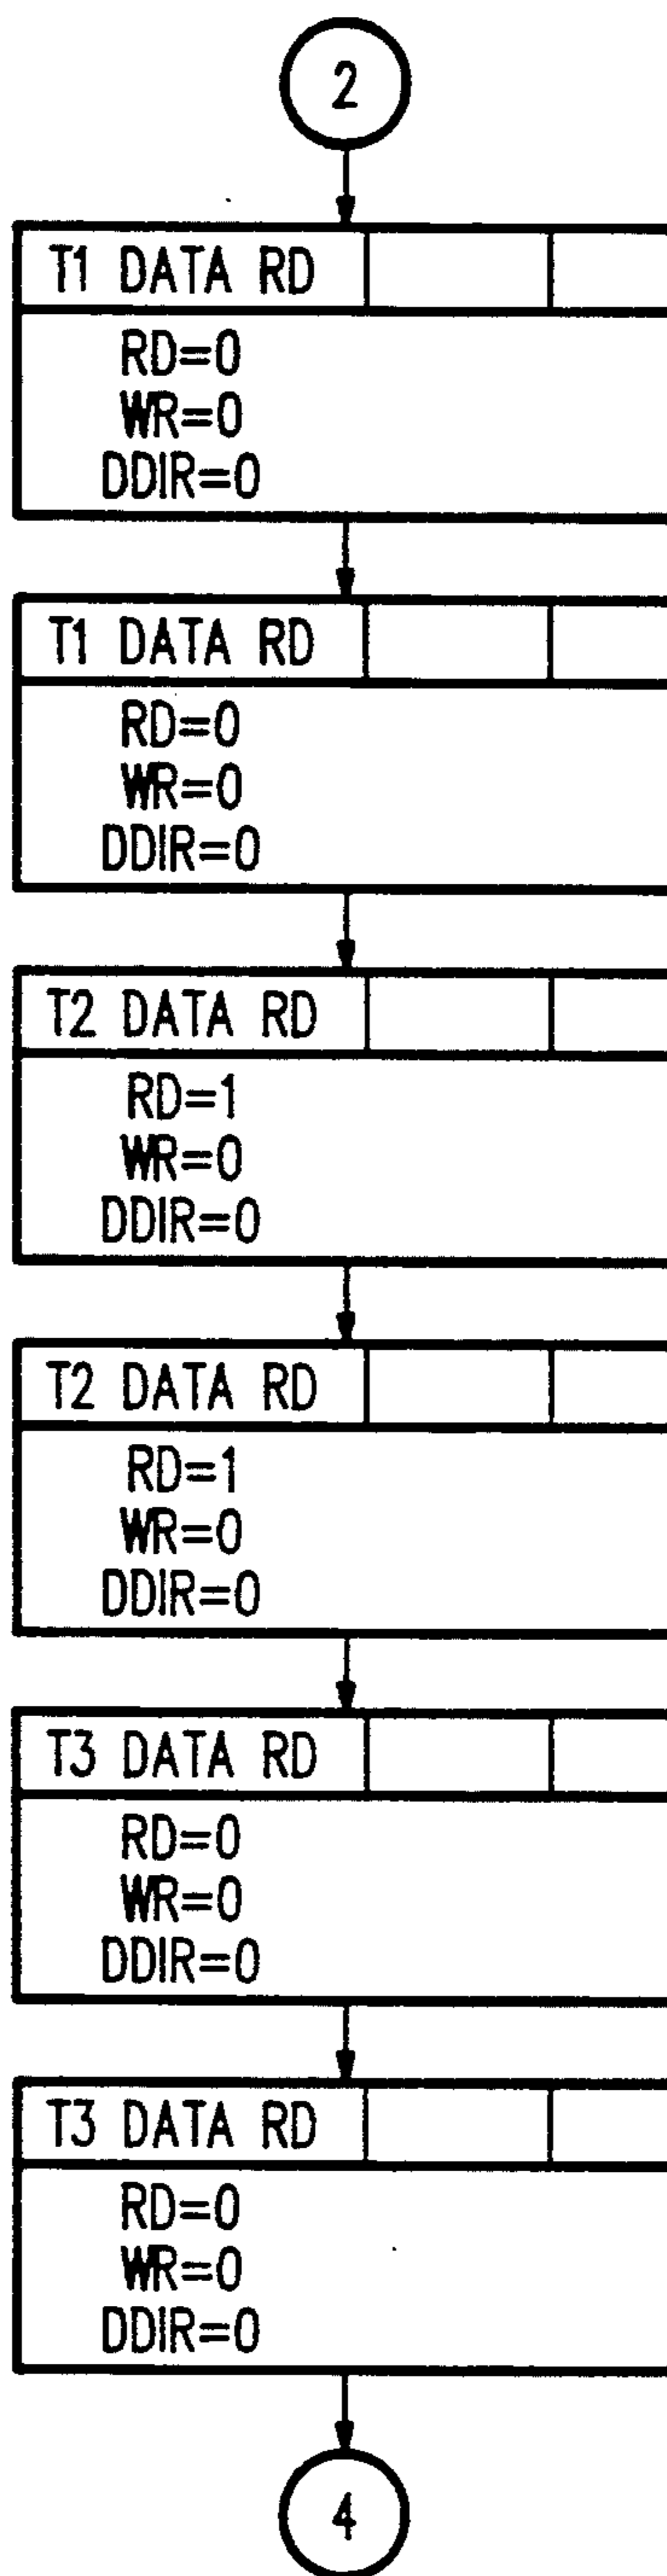 2
T1 DATA RD
RD=0
WR=0
DDIR=0
T1 DATA RD
RD=0
WR=0
DDIR=0
T2 DATA RD
RD=1
WR=0
DDIR=0
T2 DATA RD
RD=1
WR=0
DDIR=0
T3 DATA RD
RD=0
WR=0
DDIR=0
T3 DATA RD
RD=0
WR=0
DDIR=0
4